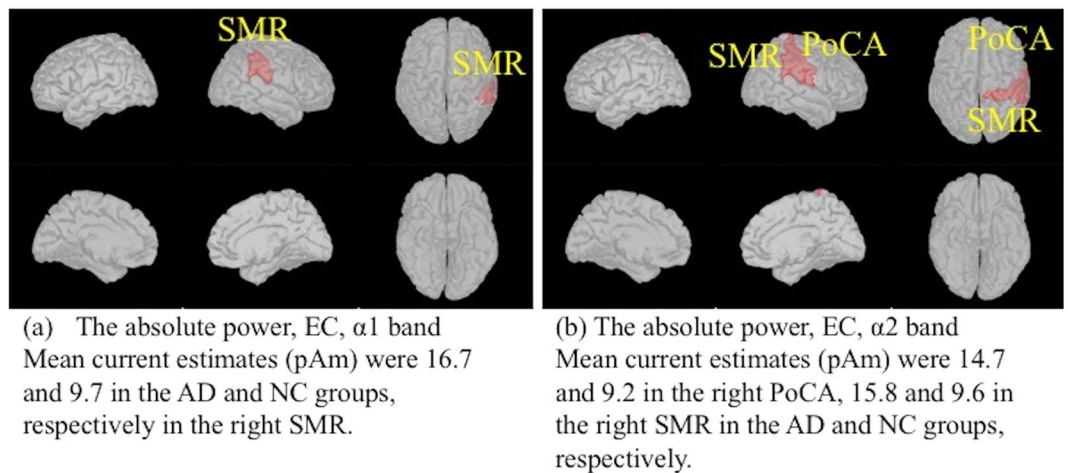 SMR
SMR
(a) The absolute power, EC, α1 band
Mean current estimates (pAm) were 16.7
and 9.7 in the AD and NC groups,
respectively in the right SMR.
SMR
PoCA
PoCA
SMR
(b) The absolute power, EC, α2 band
Mean current estimates (pAm) were 14.7
and 9.2 in the right PoCA, 15.8 and 9.6 in
the right SMR in the AD and NC groups,
respectively.